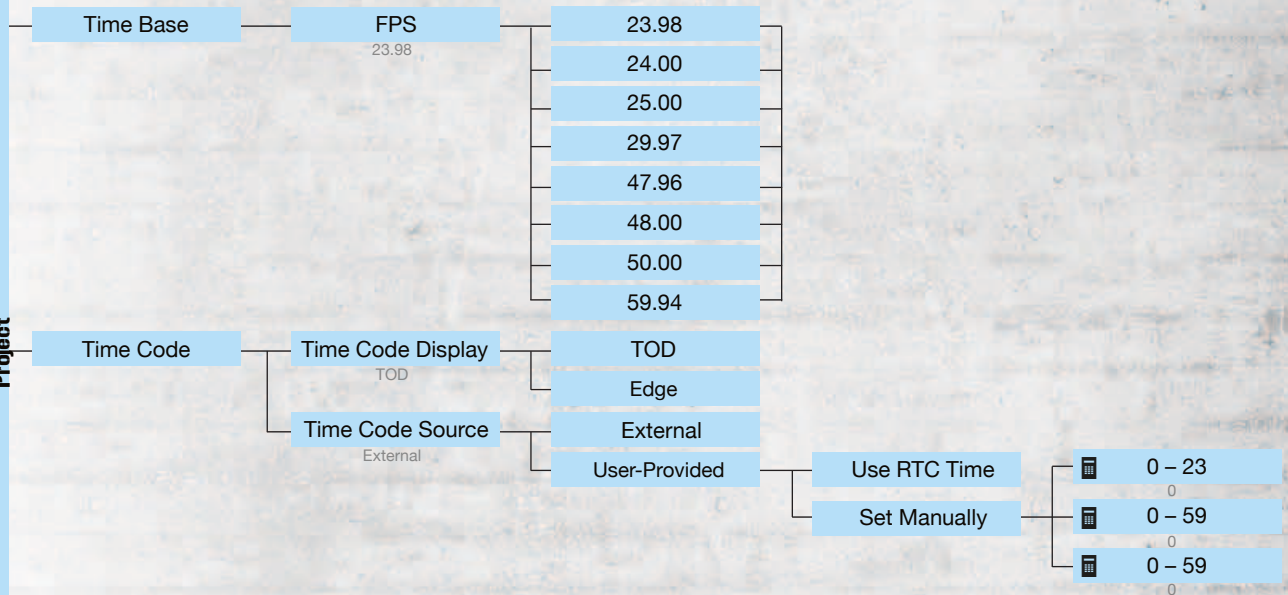 Project
Time Base
FPS
23.98
23.98
24.00
25.00
29.97
47.96
48.00
50.00
59.94
Time Code
Time Code Display
TOD
TOD
Edge
Time Code Source
External
External
User-Provided
Use RTC Time
Set Manually
0 – 23
0
0 – 59
0
0 – 59
0